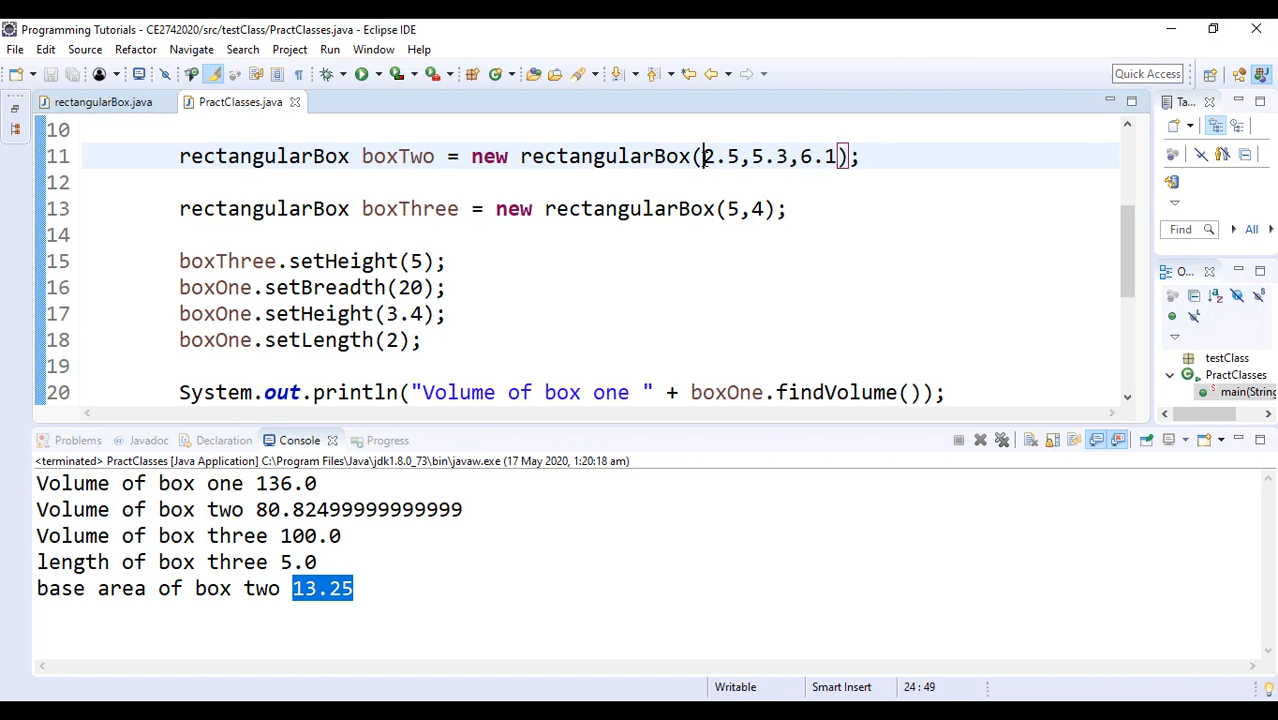 Programming Tutorials - CE2742020/src/testClass/PractClasses.java - Eclipse IDE
File Edit Source Refactor Navigate Search Project Run Window Help
Quick Access
rectangularBox.java PractClasses.java
Ta...
10
11 rectangularBox boxTwo = new rectangularBox(2.5,5.3,6.1);
12
13 rectangularBox boxThree = new rectangularBox(5,4);
14
15 boxThree.setHeight(5);
16 boxOne.setBreadth(20);
17 boxOne.setHeight(3.4);
18 boxOne.setLength(2);
19
20 System.out.println("Volume of box one " + boxOne.findVolume());
Find All
O...
testClass
PractClasses
main(String
Problems Javadoc Declaration Console Progress
<terminated> PractClasses [Java Application] C:\Program Files\Java\jdk1.8.0_73\bin\javaw.exe (17 May 2020, 1:20:18 am)
Volume of box one 136.0
Volume of box two 80.82499999999999
Volume of box three 100.0
length of box three 5.0
base area of box two 13.25
Writable Smart Insert 24 : 49